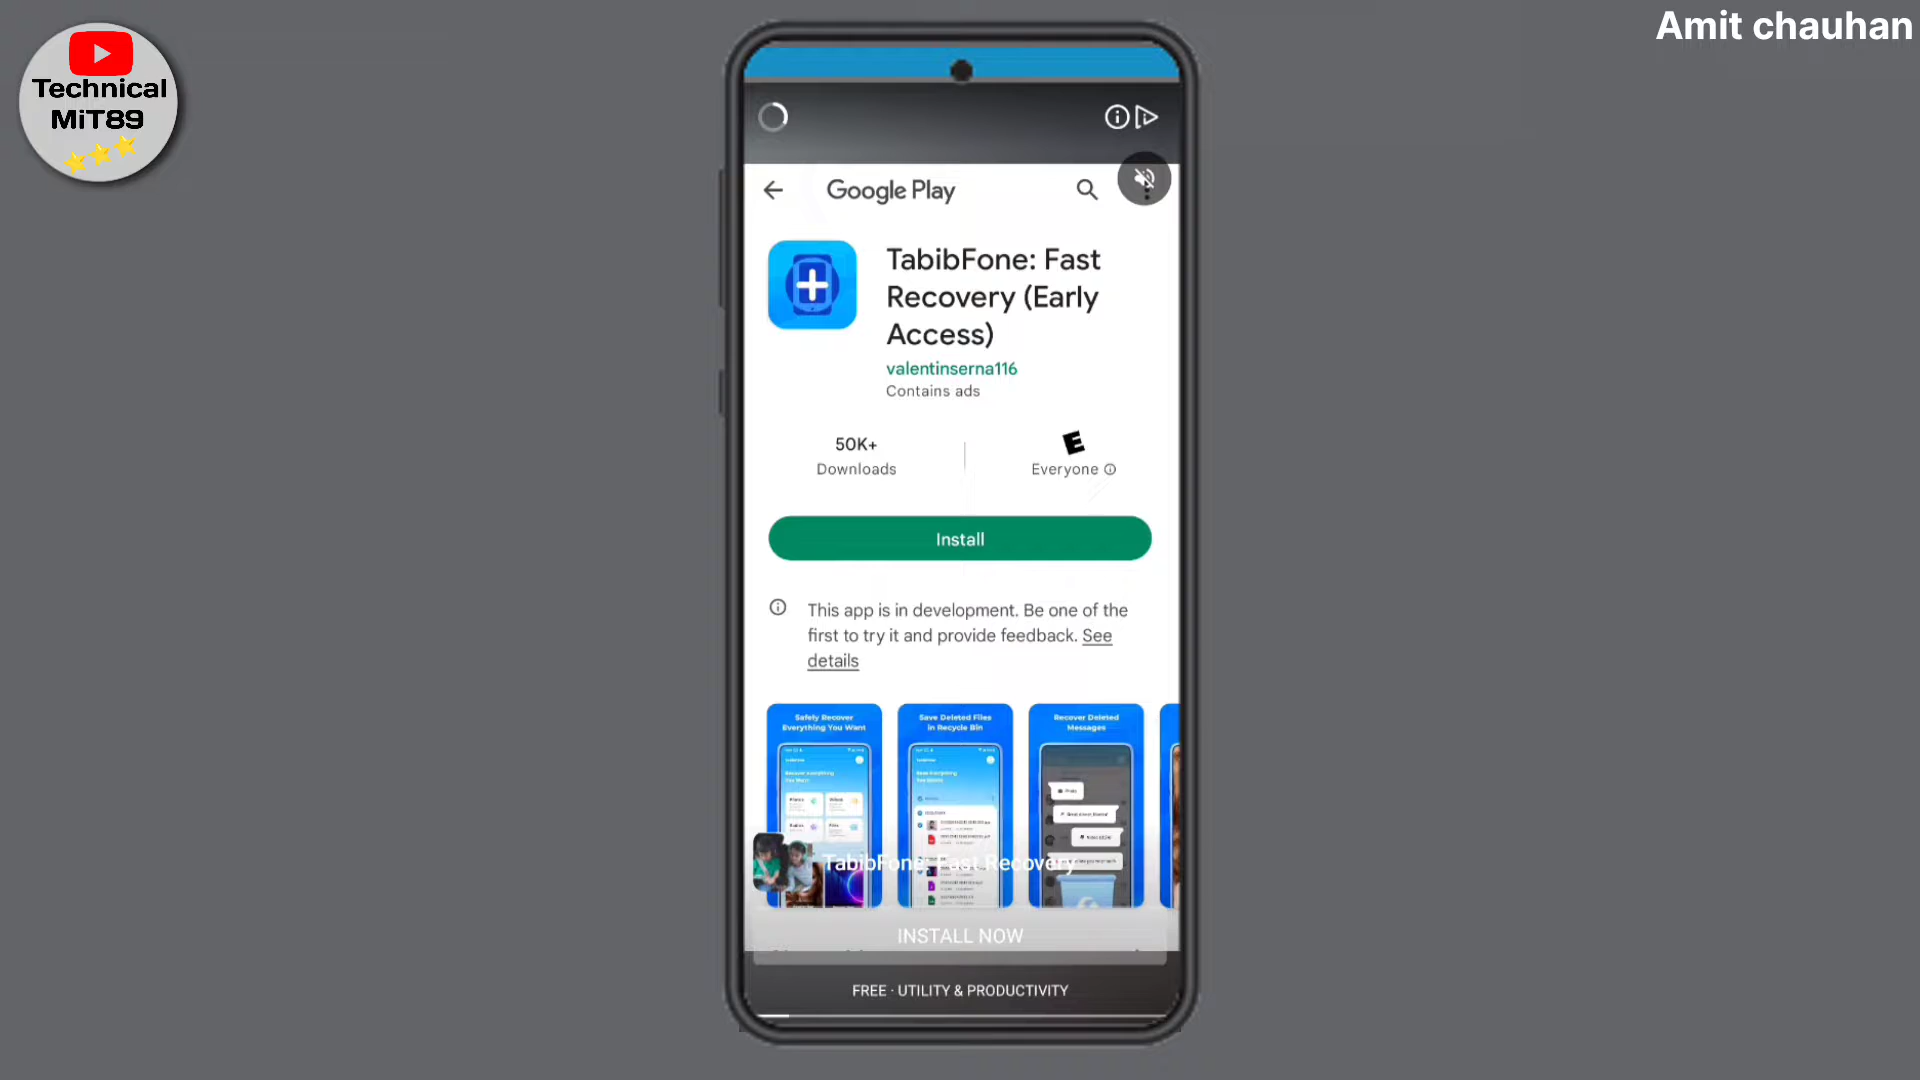 Amit chauhan
Technical
MiT89
Google Play
TabibFone: Fast
Recovery (Early
Access)
valentinserna116
Contains ads
50K+
Downloads
E
Everyone
Install
This app is in development. Be one of the
first to try it and provide feedback. See
details
Safely Recover
Everything You Want
Save Deleted Files
in Recycle Bin
Recover Deleted
Messages
TabibFone: Fast Recovery
INSTALL NOW
FREE · UTILITY & PRODUCTIVITY